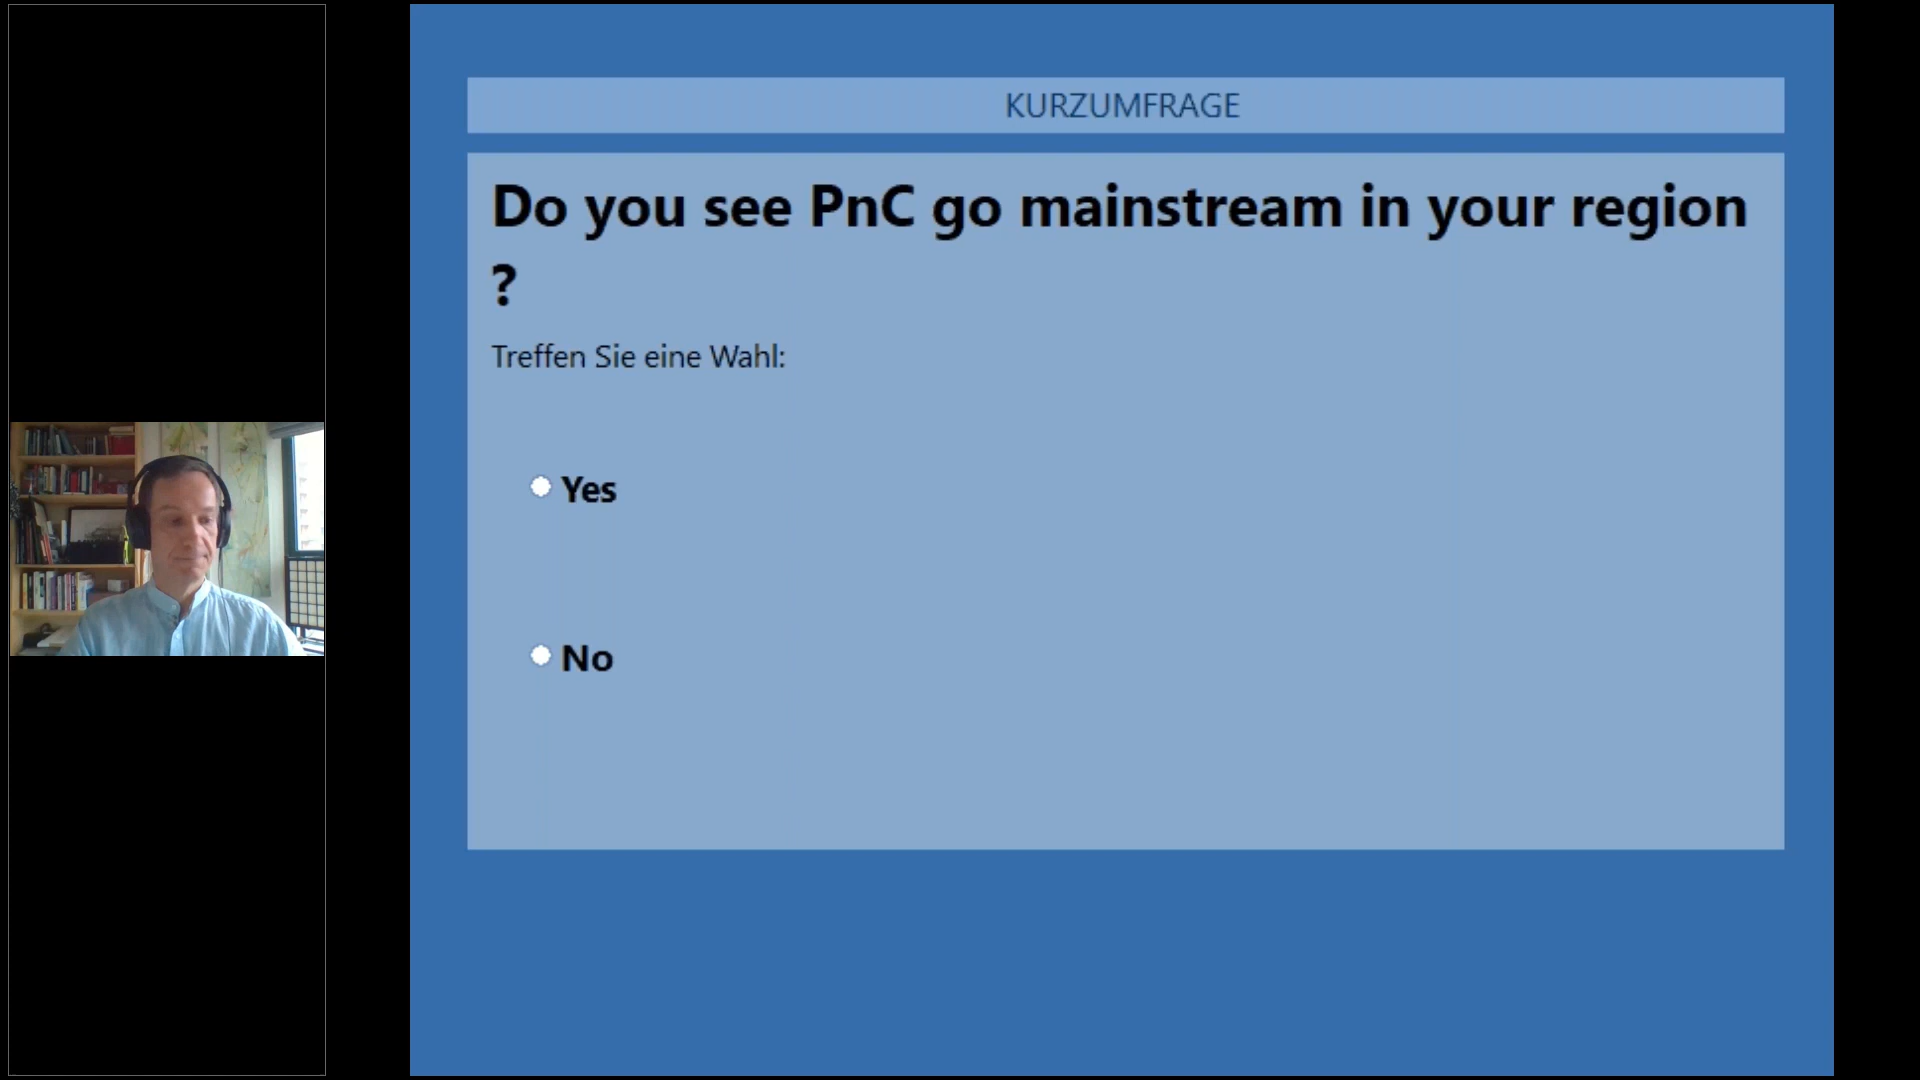 KURZUMFRAGE
Do you see PnC go mainstream in your region
?
Treffen Sie eine Wahl:
Yes
No